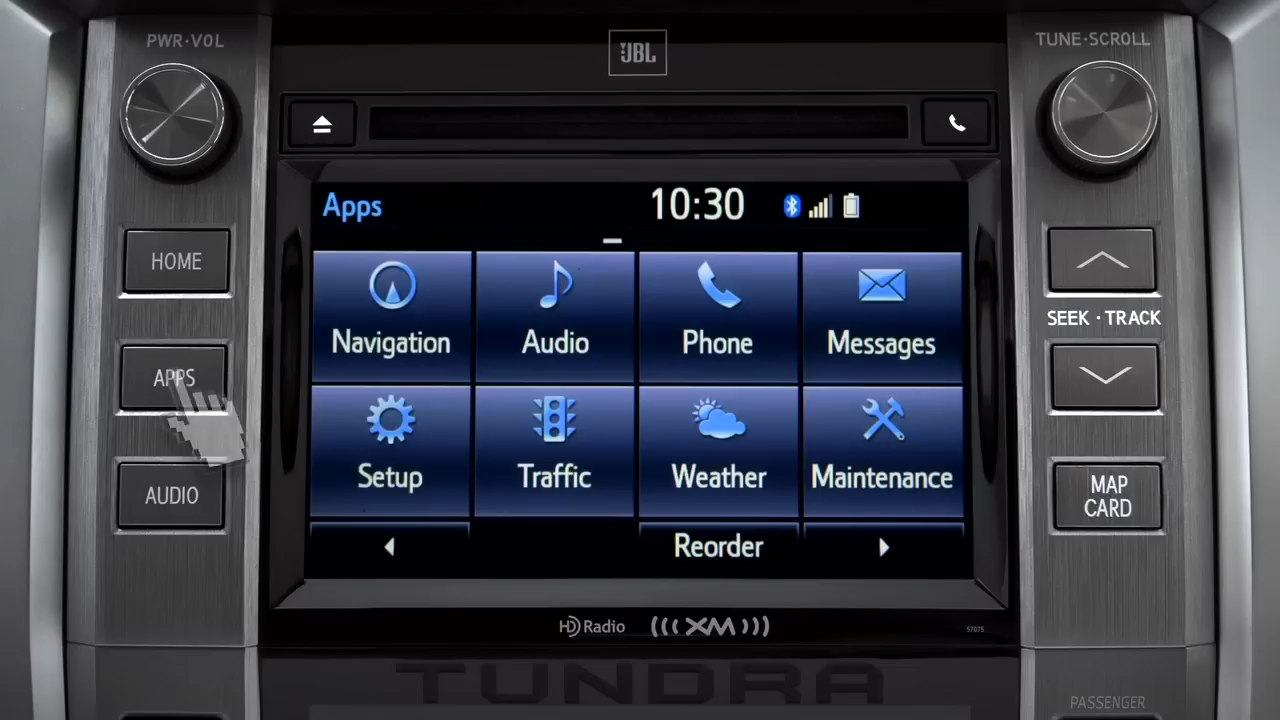 PWR·VOL
JBL
TUNE·SCROLL
Apps
10:30
HOME
Navigation
Audio
Phone
Messages
SEEK · TRACK
APPS
Setup
Traffic
Weather
Maintenance
AUDIO
MAP
CARD
Reorder
HD Radio
XM
57075
TUNDRA
PASSENGER